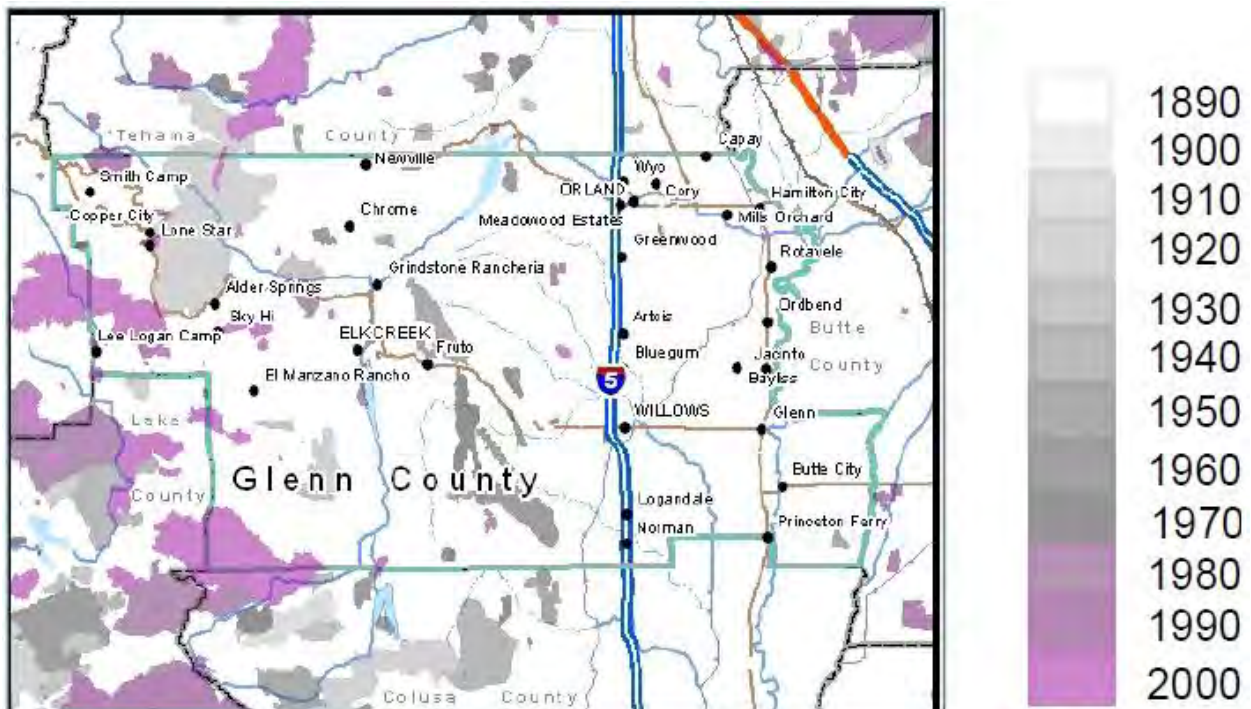 Tehama County
Capay
Newville
Wyo
Smith Camp
ORLAND
Cory
Hamilton City
Copper City
Chrome
Meadowood Estates
Mills Orchard
Lone Star
Greenwood
Rotavele
Grindstone Rancheria
Alder Springs
Ordbend
Sky Hi
Artois
Butte
County
Lee Logan Camp
ELKCREEK
Fruto
Bluegum
Jacinto
El Manzano Rancho
5
Bayliss
Lake
County
WILLOWS
Glenn
Glenn County
Butte City
Logandale
Norman
Princeton Ferry
Colusa County
1890
1900
1910
1920
1930
1940
1950
1960
1970
1980
1990
2000